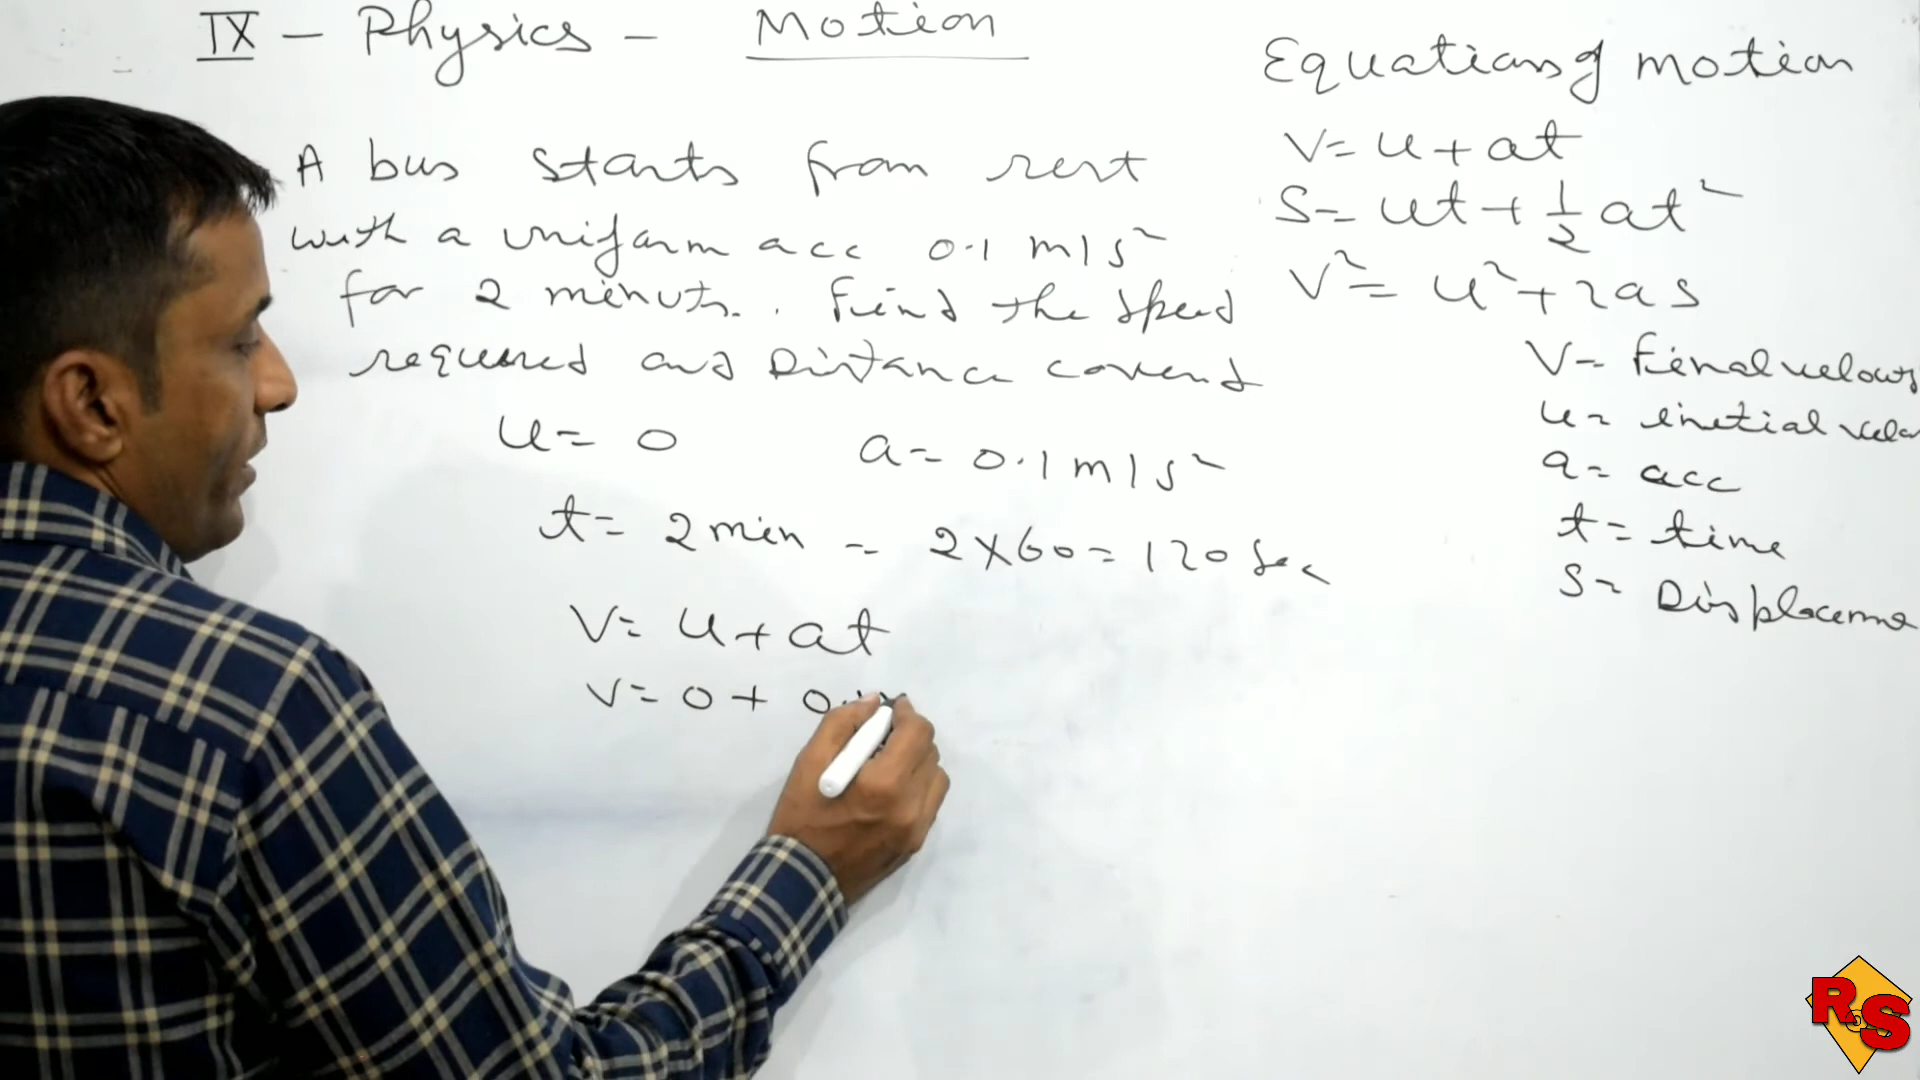 IX - Physics - Motion
A bus starts from rest
with a uniform acc 0.1 m/s²
for 2 minuts. Find the speed
required and Distance covered
u = 0 a = 0.1 m/s²
t = 2 min = 2 X 60 = 120 Sec
V = u + at
V = 0 + 0.1x
Equations of motion
V = u + at
S = ut + 1/2 at²
V² = u² + 2as
V = Final velocity
u = initial velo
a = acc
t = time
S = Displaceme
R S